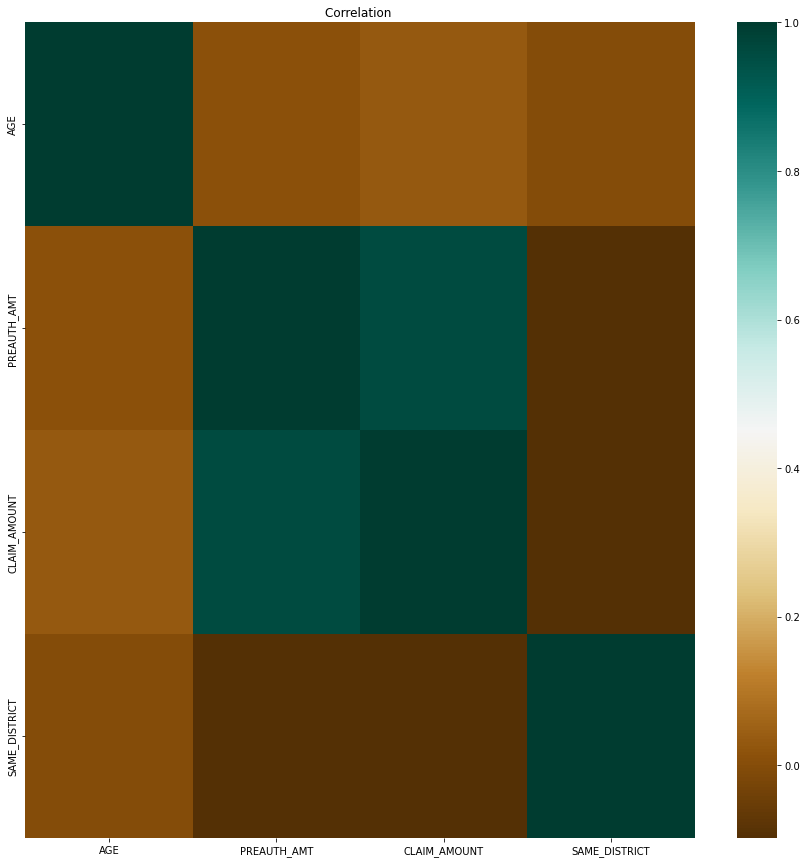 Correlation
AGE
PREAUTH_AMT
CLAIM_AMOUNT
SAME_DISTRICT
AGE
PREAUTH_AMT
CLAIM_AMOUNT
SAME_DISTRICT
1.0
0.8
0.6
0.4
0.2
0.0